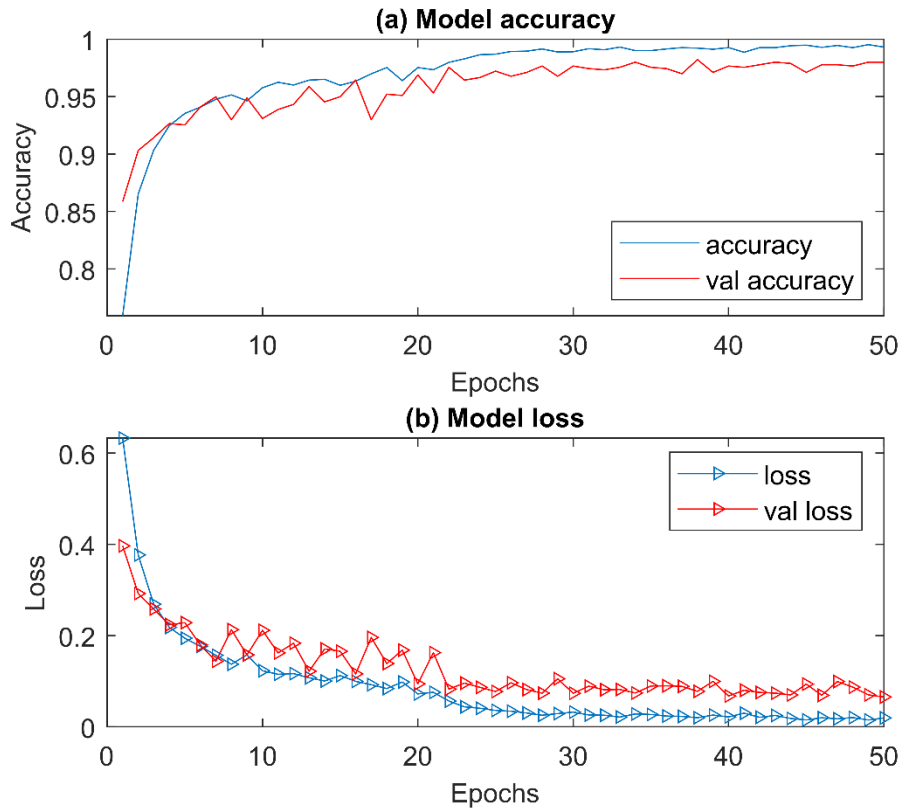 (a) Model accuracy
1
0.95
0.9
0.85
0.8
Accuracy
accuracy
val accuracy
0 10 20 30 40 50
Epochs
(b) Model loss
0.6
0.4
0.2
0
Loss
loss
val loss
0 10 20 30 40 50
Epochs